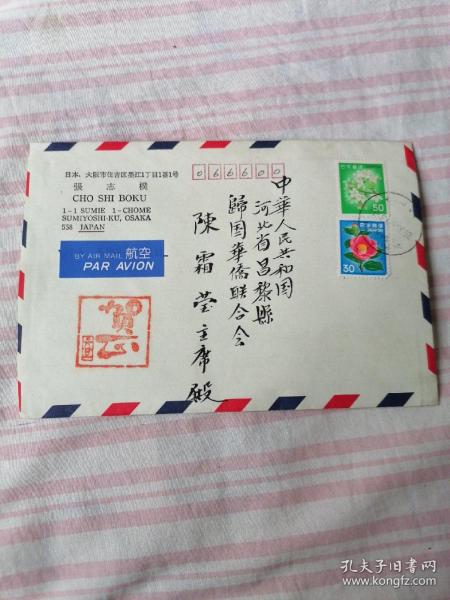 日本、大阪市住吉区墨江1丁目1番1号
張志樸
CHO SHI BOKU
1-1 SUMIE 1-CHOME
SUMIYOSHI-KU, OSAKA
558 JAPAN
BY AIR MAIL 航空
PAR AVION
賀正
066600
中華人民共和国
河北省昌黎縣
歸国華僑联合会
陳霜莹主席殿
日本郵便
50
日本郵便
30
孔夫子旧书网
www.kongfz.com